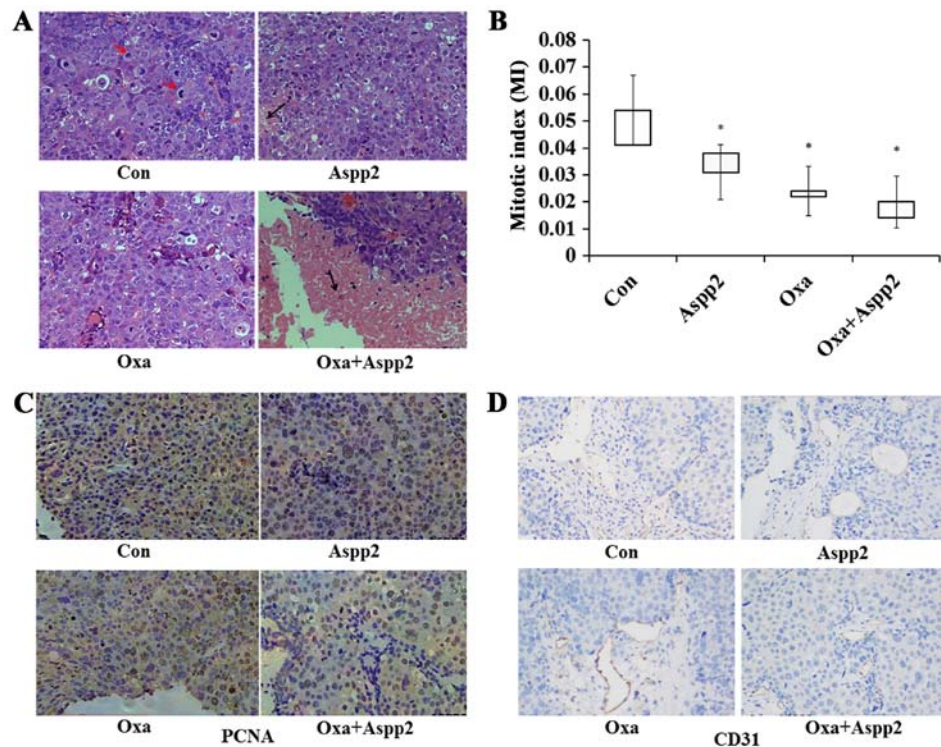 A
Con
Aspp2
Oxa
Oxa+Aspp2
B
Mitotic index (MI)
0.08
0.07
0.06
0.05
0.04
0.03
0.02
0.01
0
*
*
*
Con
Aspp2
Oxa
Oxa+Aspp2
C
Con
Aspp2
Oxa
Oxa+Aspp2
PCNA
D
Con
Aspp2
Oxa
Oxa+Aspp2
CD31